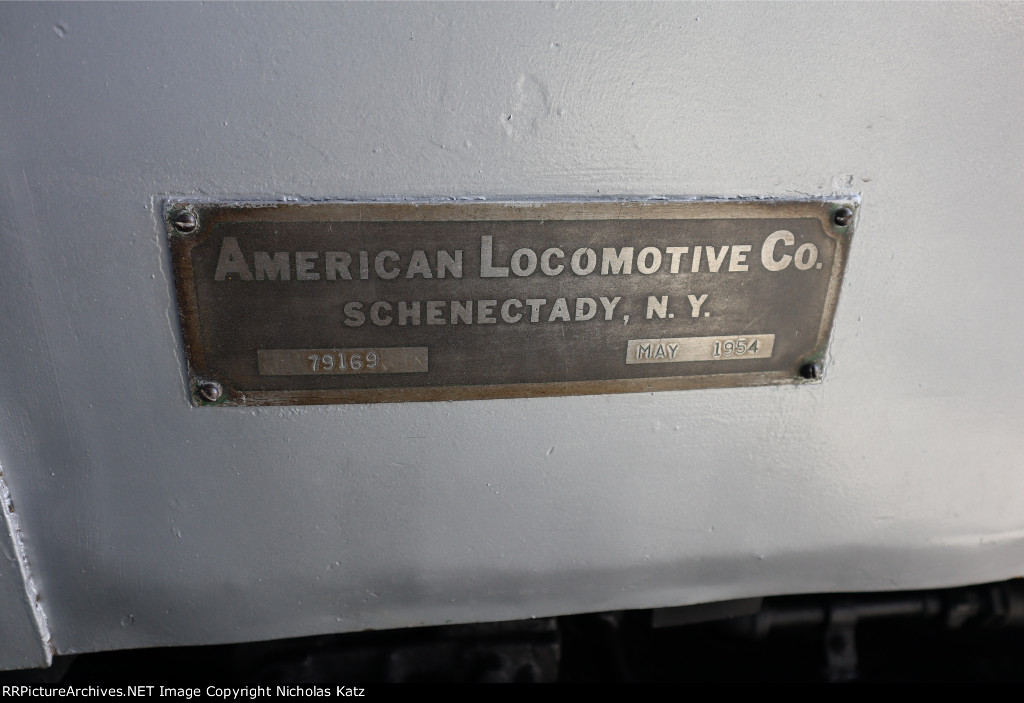 AMERICAN LOCOMOTIVE CO.
SCHENECTADY, N. Y.
79169 MAY 1954
RRPictureArchives.NET Image Copyright Nicholas Katz